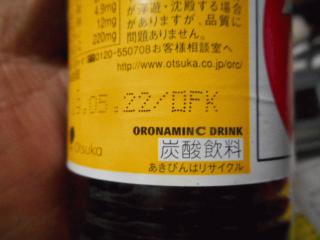 4.9mg が浮遊・沈殿する場合
12mg がありますが、品質に
220mg 問題ありません。
0120-550708お客様相談室へ
http://www.otsuka.co.jp/orc/
.05.22/QFK
Otsuka
ORONAMIN C DRINK
炭酸飲料
あきびんはリサイクル